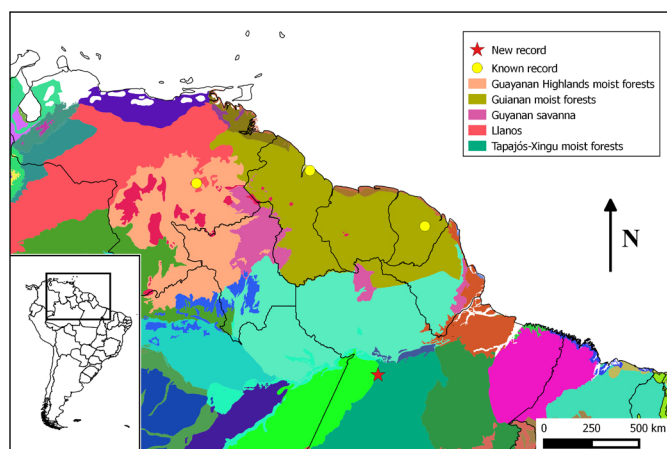 New record
Known record
Guayanan Highlands moist forests
Guianan moist forests
Guyanan savanna
Llanos
Tapajós-Xingu moist forests
N
0 250 500 km